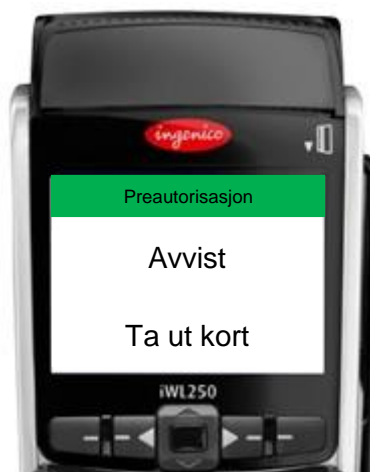 ingenico
Preautorisasjon
Avvist
Ta ut kort
iWL250